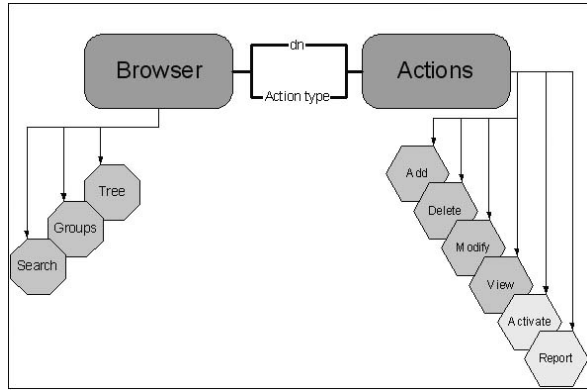 dn
Browser
Actions
Action type
Add
Tree
Delete
Groups
Modify
Search
View
Activate
Report